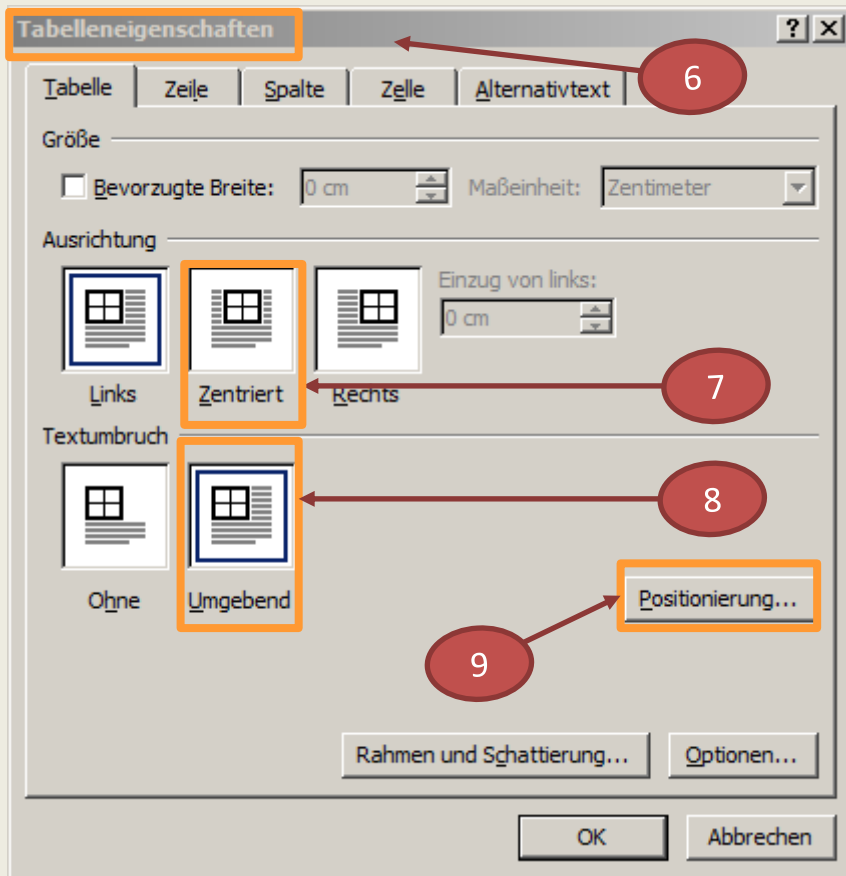 Tabelleneigenschaften
? X
6
Tabelle Zeile Spalte Zelle Alternativtext
Größe
Bevorzugte Breite: 0 cm Maßeinheit: Zentimeter
Ausrichtung
Einzug von links:
0 cm
Links Zentriert Rechts
7
Textumbruch
8
Ohne Umgebend
Positionierung...
9
Rahmen und Schattierung... Optionen...
OK Abbrechen